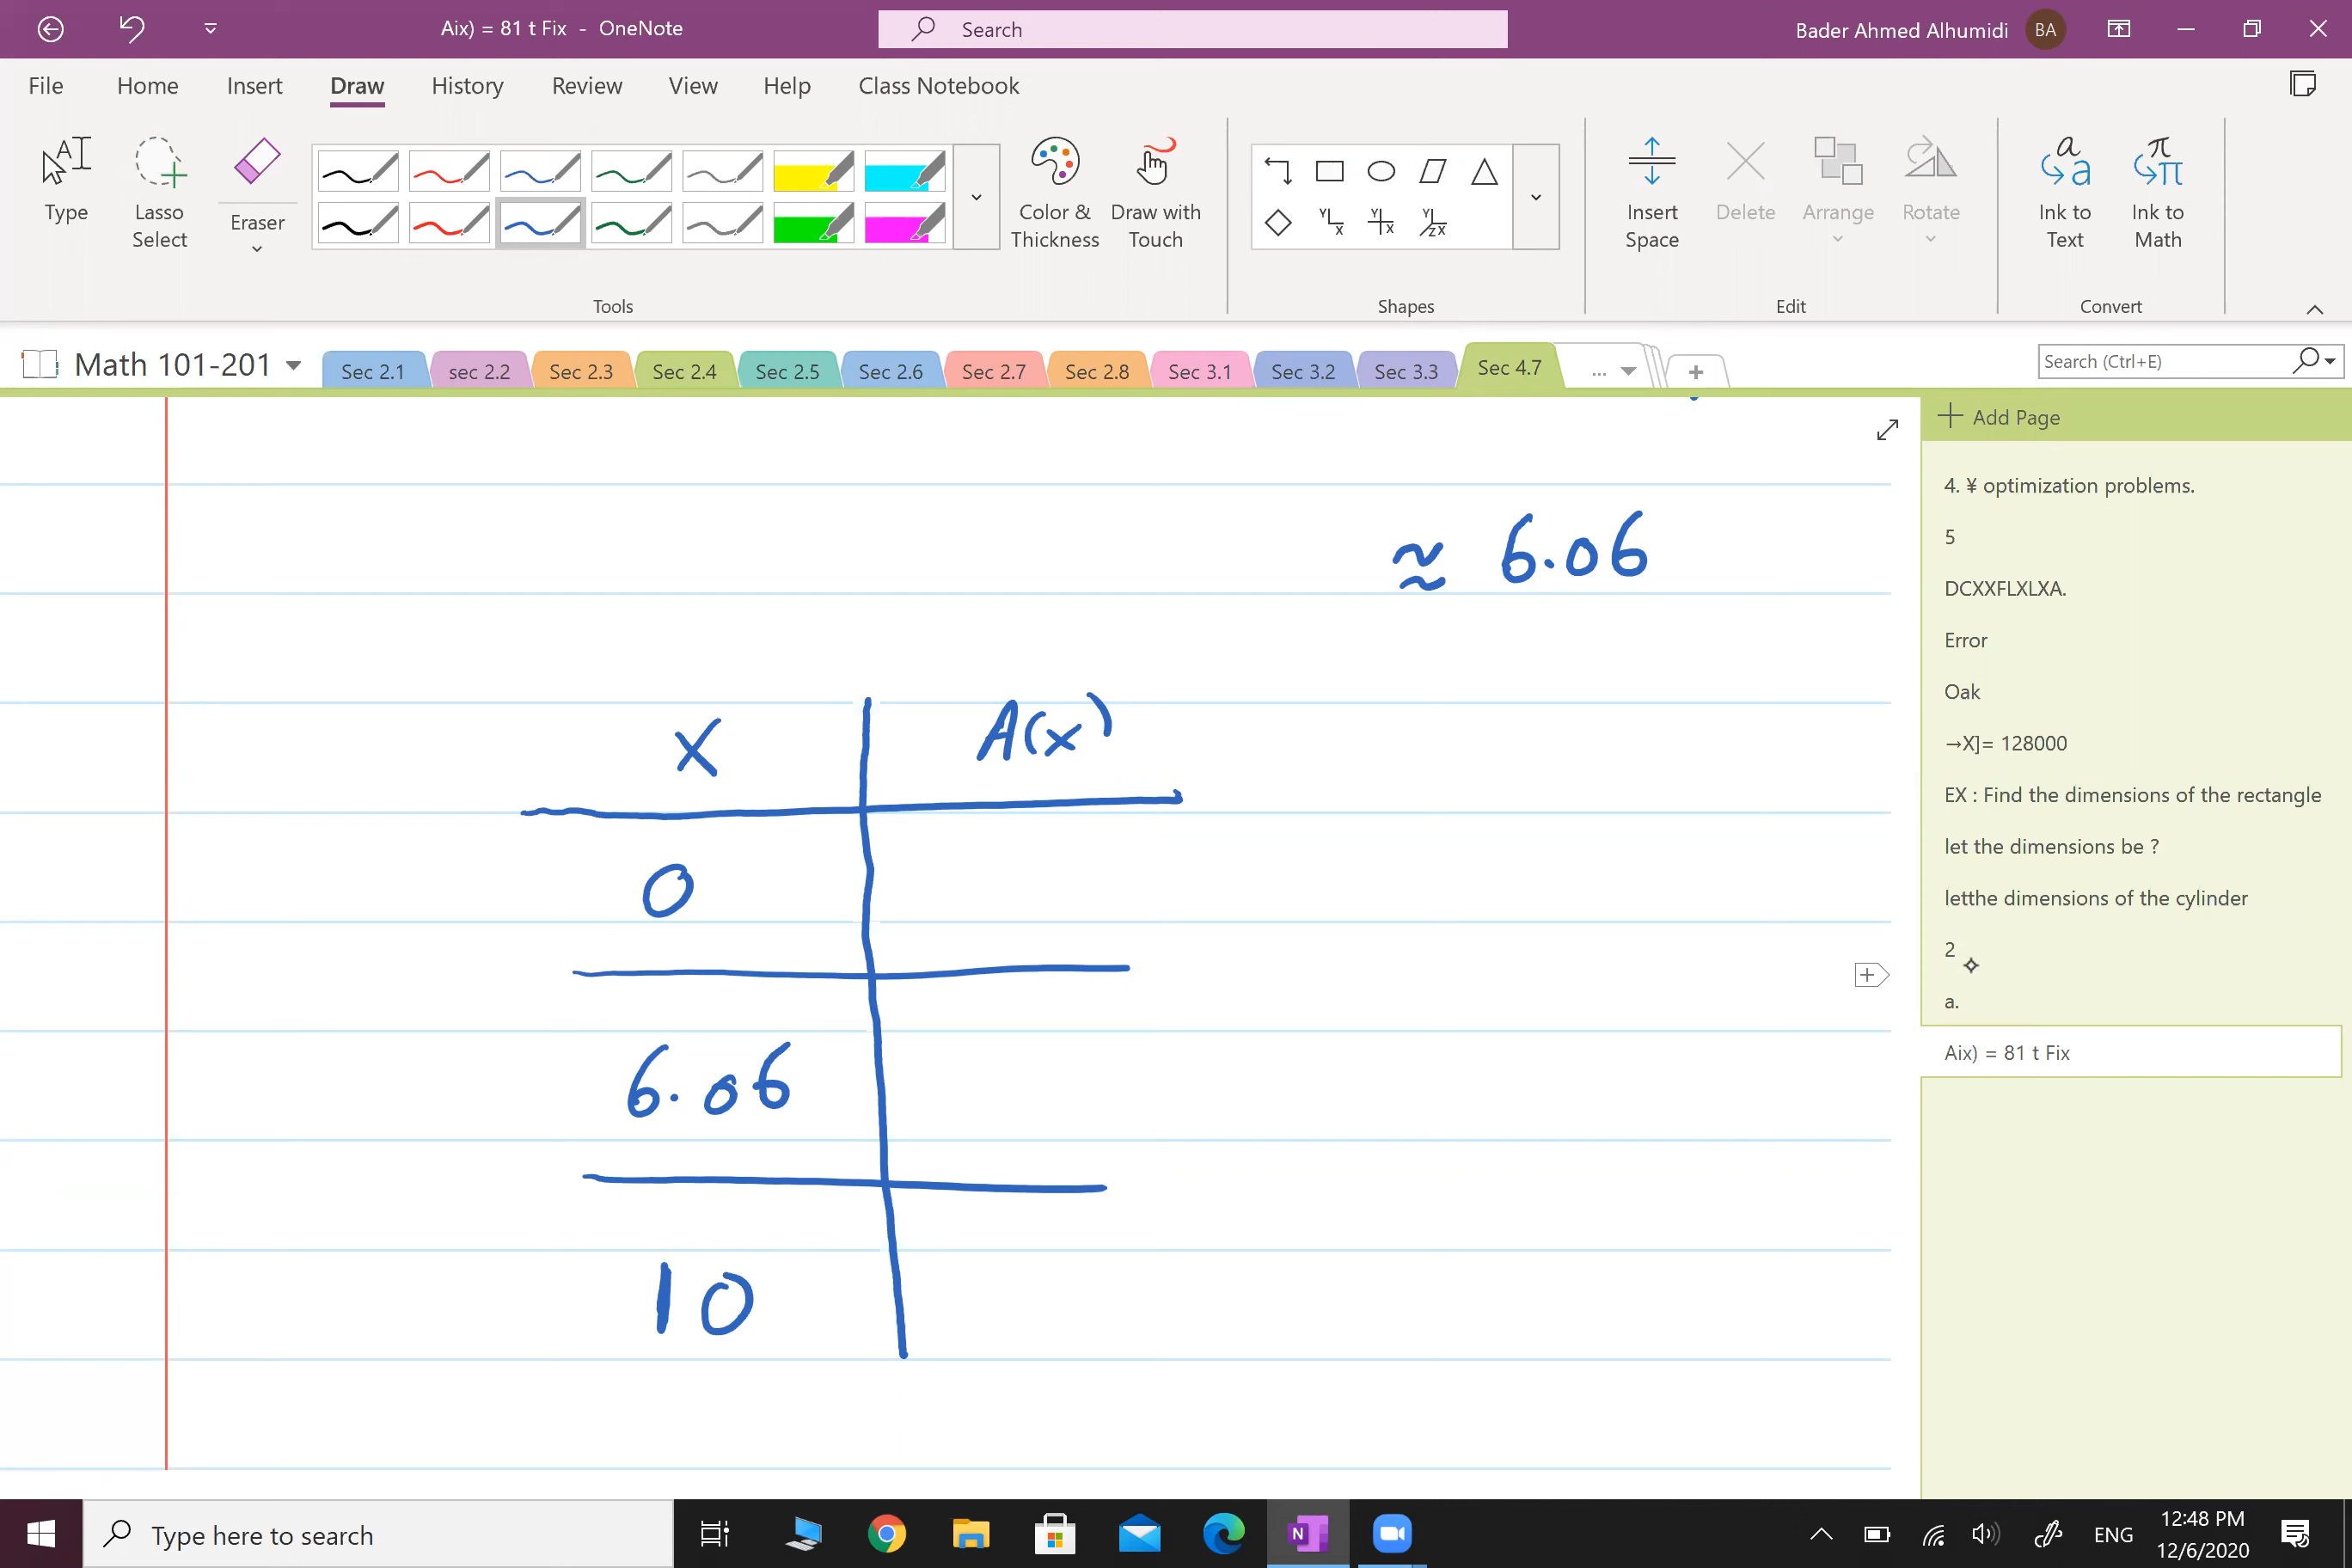 Aix) = 81 t Fix - OneNote
Search
Bader Ahmed Alhumidi
BA
File Home Insert Draw History Review View Help Class Notebook
Type
Lasso Select
Eraser
Color & Thickness
Draw with Touch
Insert Space
Delete
Arrange
Rotate
Ink to Text
Ink to Math
Tools
Shapes
Edit
Convert
Math 101-201
Sec 2.1 sec 2.2 Sec 2.3 Sec 2.4 Sec 2.5 Sec 2.6 Sec 2.7 Sec 2.8 Sec 3.1 Sec 3.2 Sec 3.3 Sec 4.7 ...
Search (Ctrl+E)
≈ 6.06
x A(x)
0
6.06
10
Add Page
4. ¥ optimization problems.
5
DCXXFLXLXA.
Error
Oak
→X]= 128000
EX : Find the dimensions of the rectangle
let the dimensions be ?
letthe dimensions of the cylinder
2
a.
Aix) = 81 t Fix
Type here to search
ENG
12:48 PM
12/6/2020